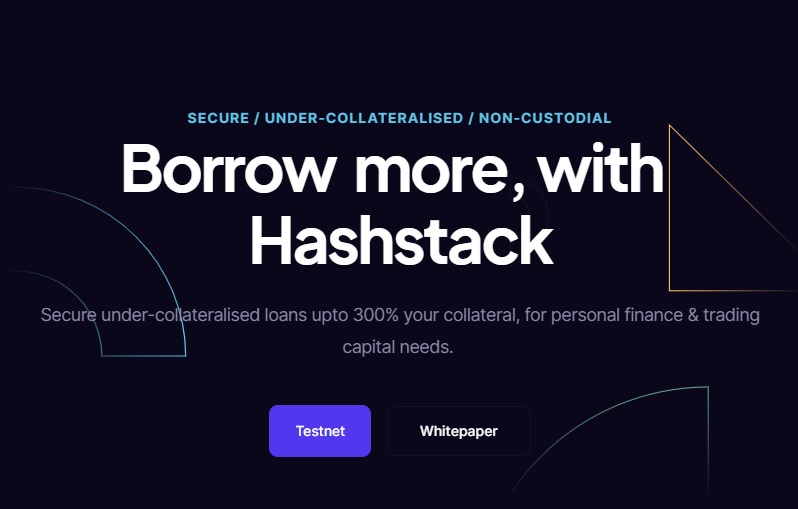 SECURE / UNDER-COLLATERALISED / NON-CUSTODIAL
Borrow more, with
Hashstack
Secure under-collateralised loans upto 300% your collateral, for personal finance & trading
capital needs.
Testnet
Whitepaper